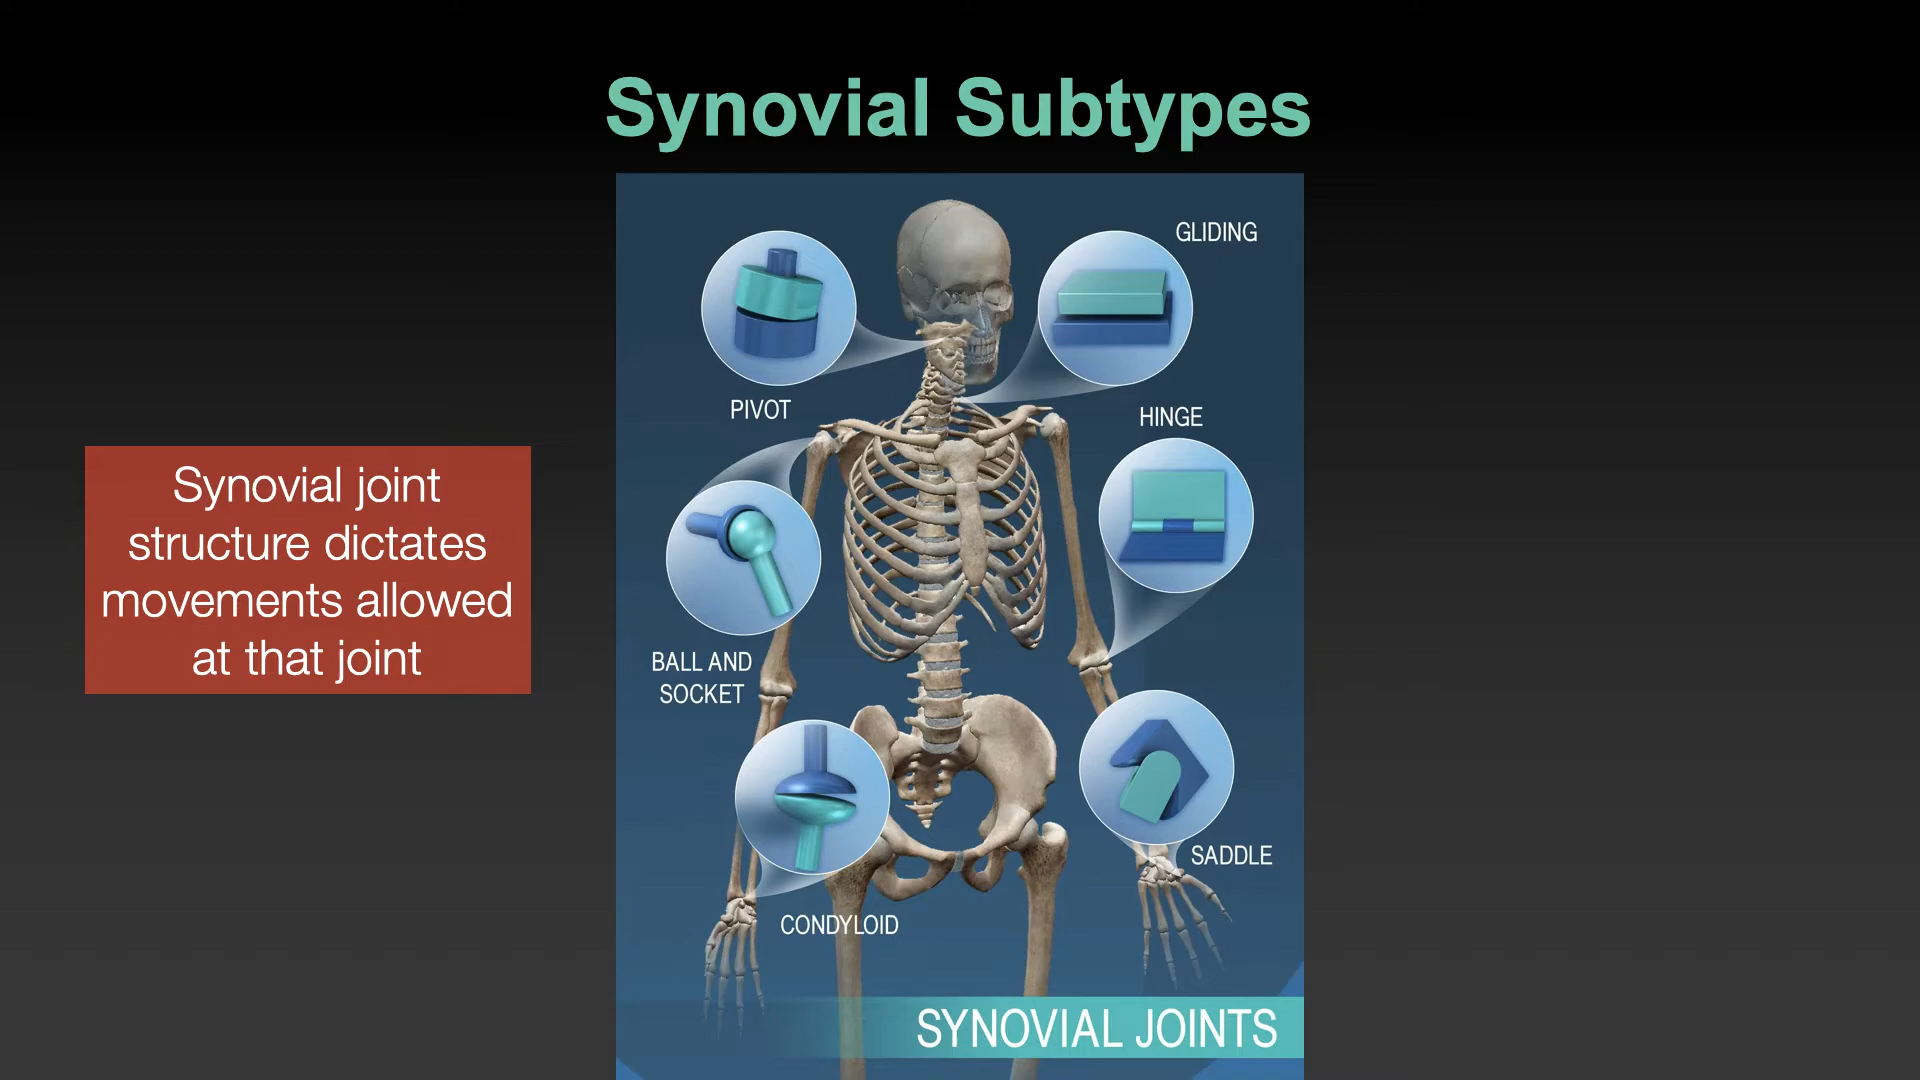 Synovial Subtypes
Synovial joint
structure dictates
movements allowed
at that joint
GLIDING
PIVOT
HINGE
BALL AND
SOCKET
SADDLE
CONDYLOID
SYNOVIAL JOINTS